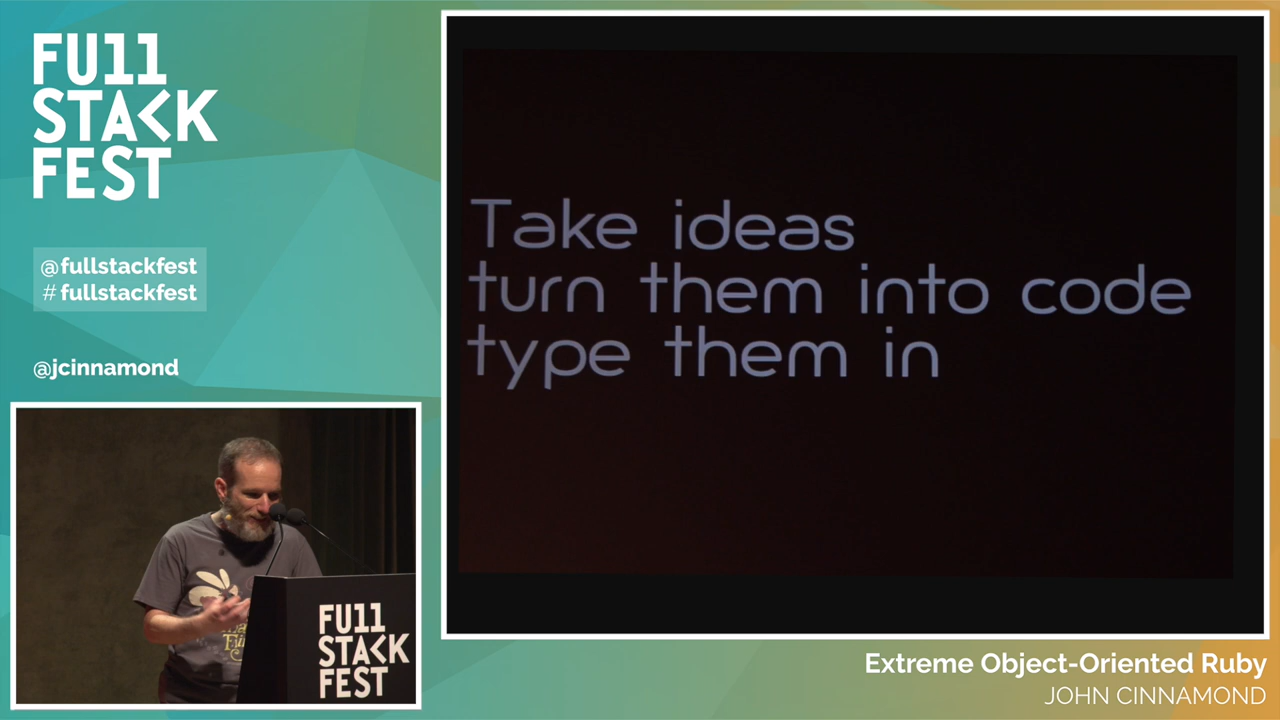 FU11
STACK
FEST
@fullstackfest
# fullstackfest
@jcinnamond
Take ideas
turn them into code
type them in
FU11
STACK
FEST
Extreme Object-Oriented Ruby
JOHN CINNAMOND